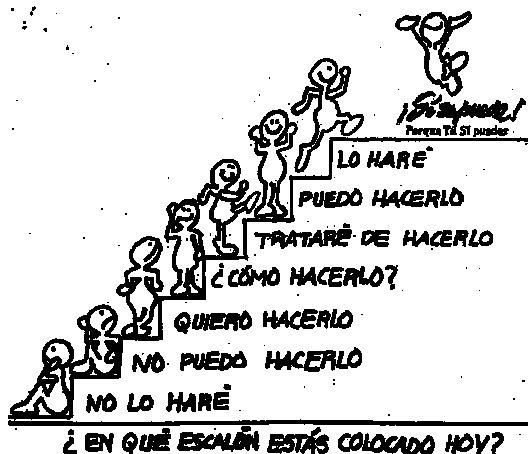 ¡Sí se puede!
Porque Tú SI puedes
LO HARÉ
PUEDO HACERLO
TRATARÉ DE HACERLO
¿CÓMO HACERLO?
QUIERO HACERLO
NO PUEDO HACERLO
NO LO HARÉ
¿EN QUÉ ESCALÓN ESTÁS COLOCADO HOY?